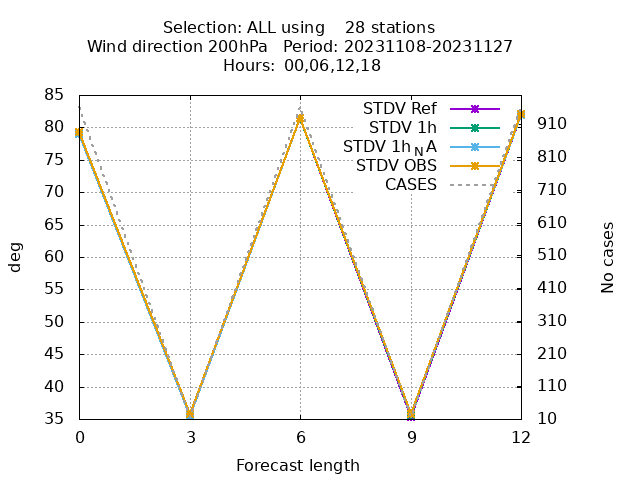 Selection: ALL using    28 stations
Wind direction 200hPa   Period: 20231108-20231127
Hours:  00,06,12,18
STDV Ref
STDV 1h
STDV 1h_N A
STDV OBS
CASES
85
80
75
70
65
60
55
50
45
40
35
910
810
710
610
510
410
310
210
110
10
deg
No cases
0 3 6 9 12
Forecast length